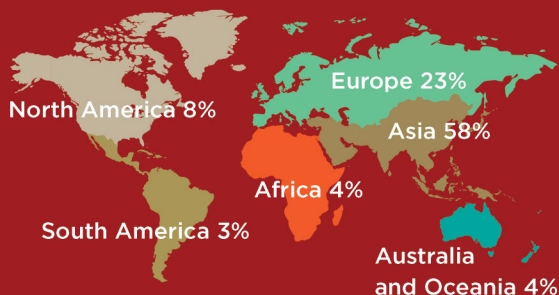 Europe 23%
North America 8%
Asia 58%
Africa 4%
South America 3%
Australia
and Oceania 4%